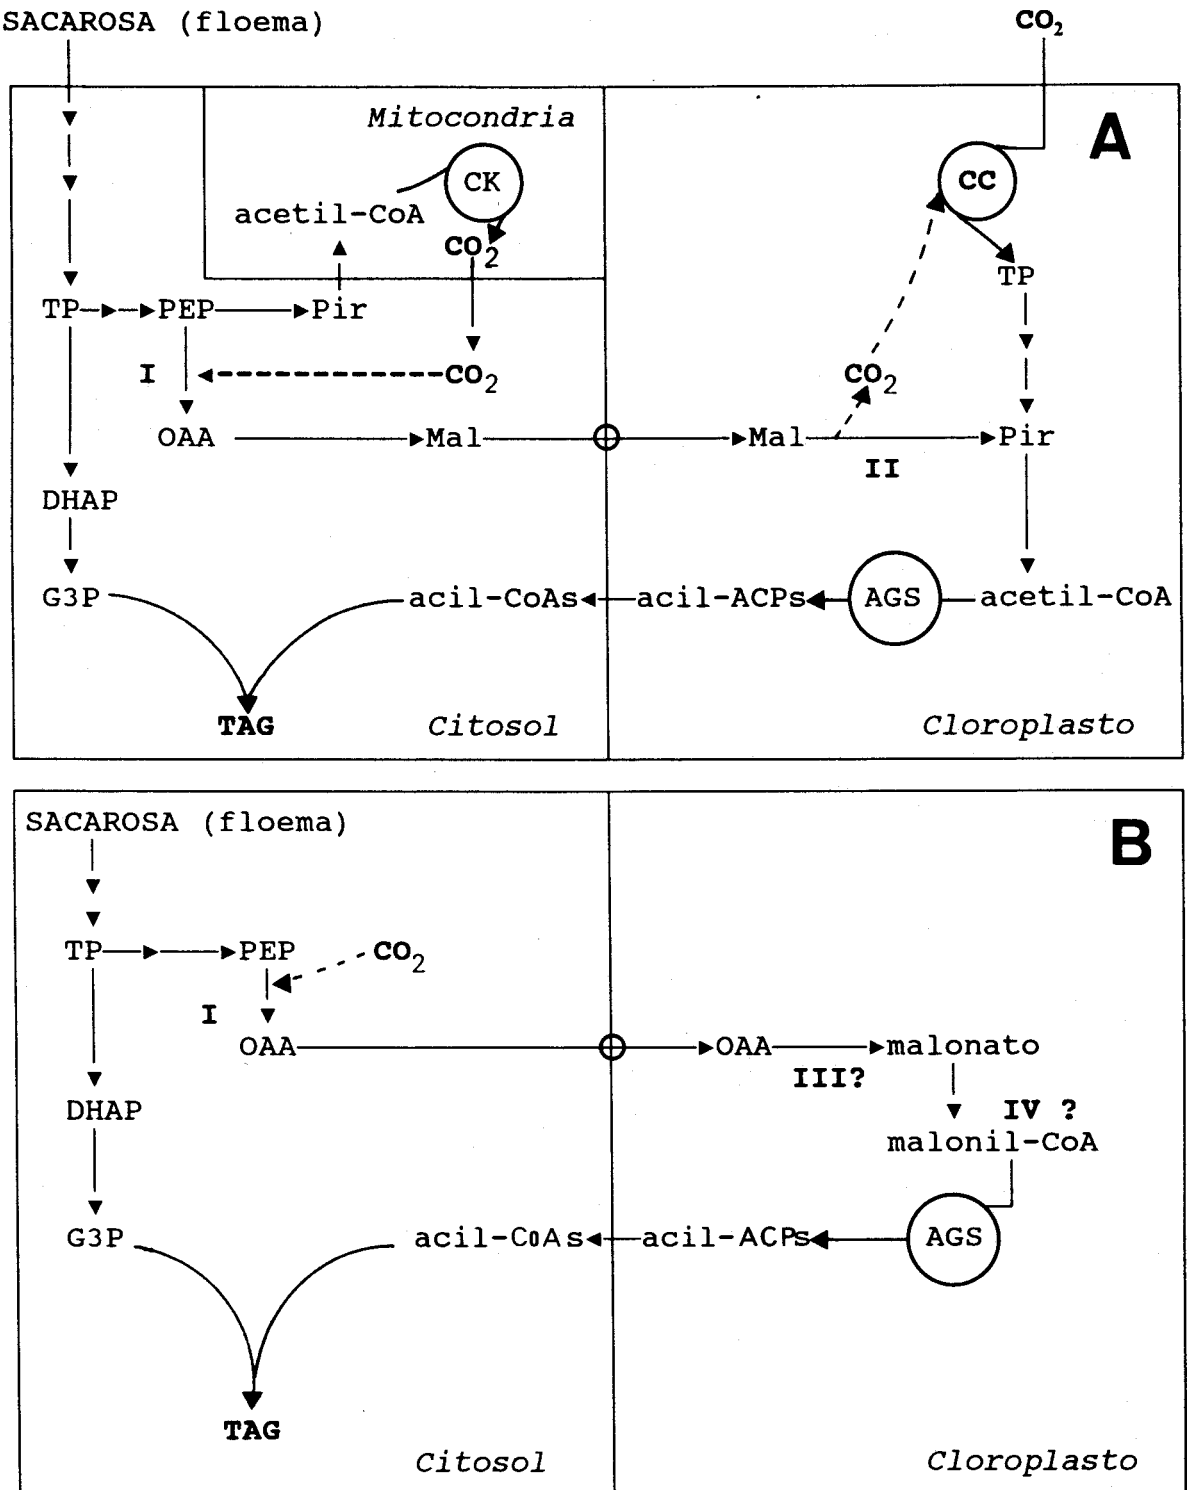 SACAROSA (floema)
CO2
A
Mitocondria
CK
CC
acetil-CoA
CO2
TP
TP PEP Pir
I
CO2
CO2
OAA Mal Mal Pir
II
DHAP
G3P acil-CoAs acil-ACPs AGS acetil-CoA
TAG Citosol Cloroplasto
SACAROSA (floema)
B
TP PEP CO2
I
OAA OAA malonato
III?
DHAP IV ?
malonil-CoA
G3P acil-CoAs acil-ACPs AGS
TAG
Citosol Cloroplasto